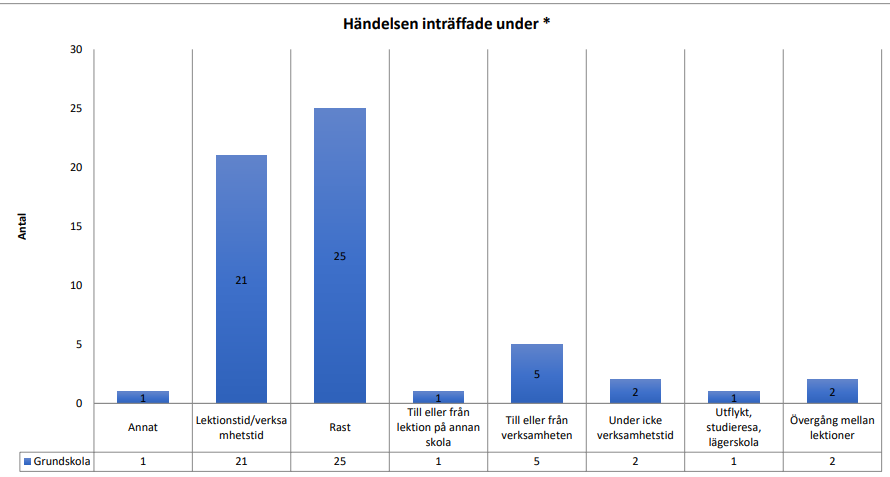 Händelsen inträffade under *
Antal
30
25
20
15
10
5
0
1
21
25
1
5
2
1
2
Annat
Lektionstid/verksa
mhetstid
Rast
Till eller från
lektion på annan
skola
Till eller från
verksamheten
Under icke
verksamhetstid
Utflykt,
studieresa,
lägerskola
Övergång mellan
lektioner
Grundskola 1 21 25 1 5 2 1 2